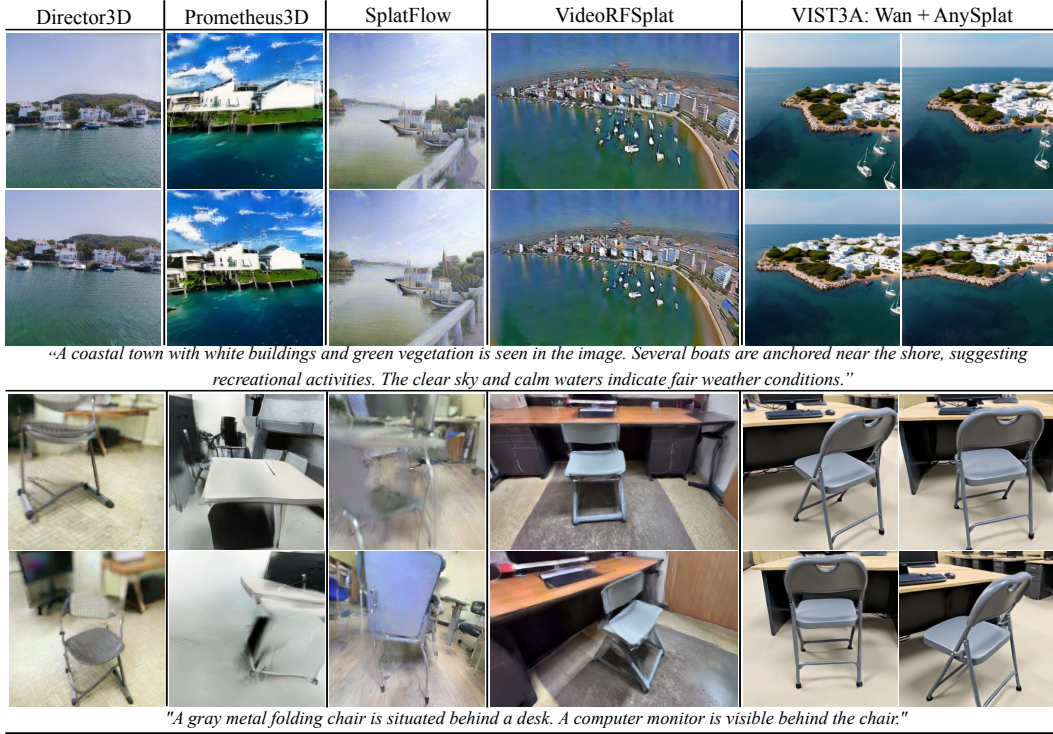 Director3D
Prometheus3D
SplatFlow
VideoRFSplat
VIST3A: Wan + AnySplat
“A coastal town with white buildings and green vegetation is seen in the image. Several boats are anchored near the shore, suggesting
recreational activities. The clear sky and calm waters indicate fair weather conditions.”
"A gray metal folding chair is situated behind a desk. A computer monitor is visible behind the chair."